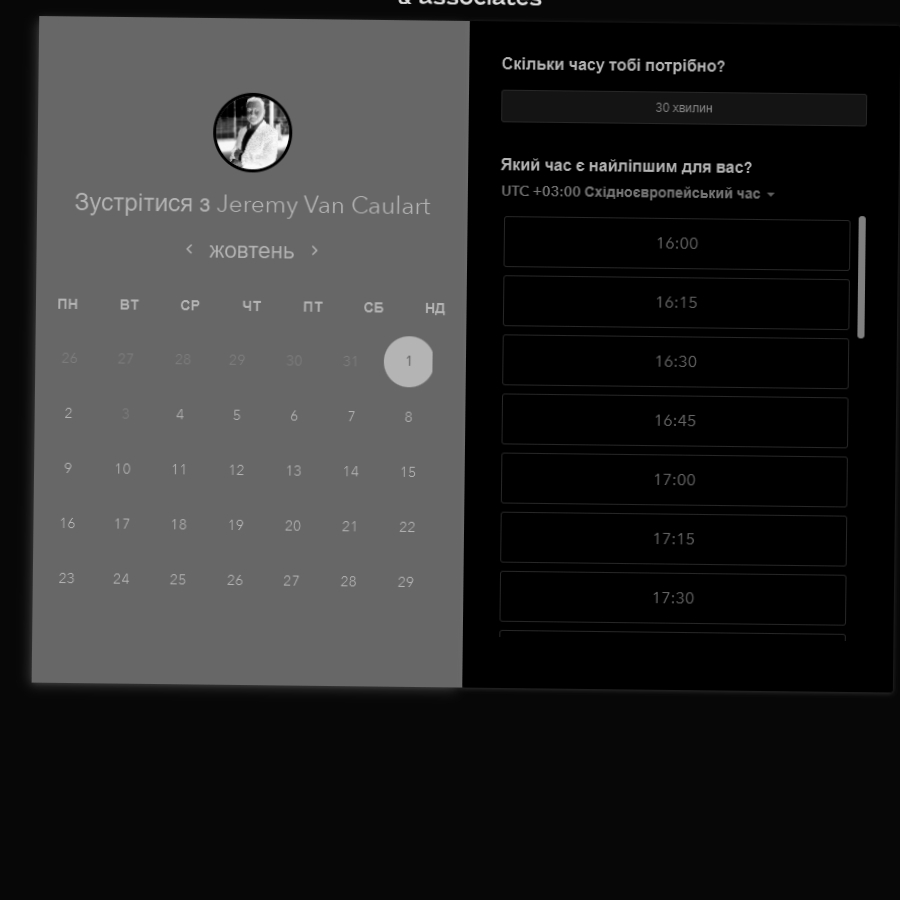 & associates
Зустрітися з Jeremy Van Caulart
жовтень
ПН ВТ СР ЧТ ПТ СБ НД
26 27 28 29 30 31 1
2 3 4 5 6 7 8
9 10 11 12 13 14 15
16 17 18 19 20 21 22
23 24 25 26 27 28 29
Скільки часу тобі потрібно?
30 хвилин
Який час є найліпшим для вас?
UTC +03:00 Східноєвропейський час
16:00
16:15
16:30
16:45
17:00
17:15
17:30